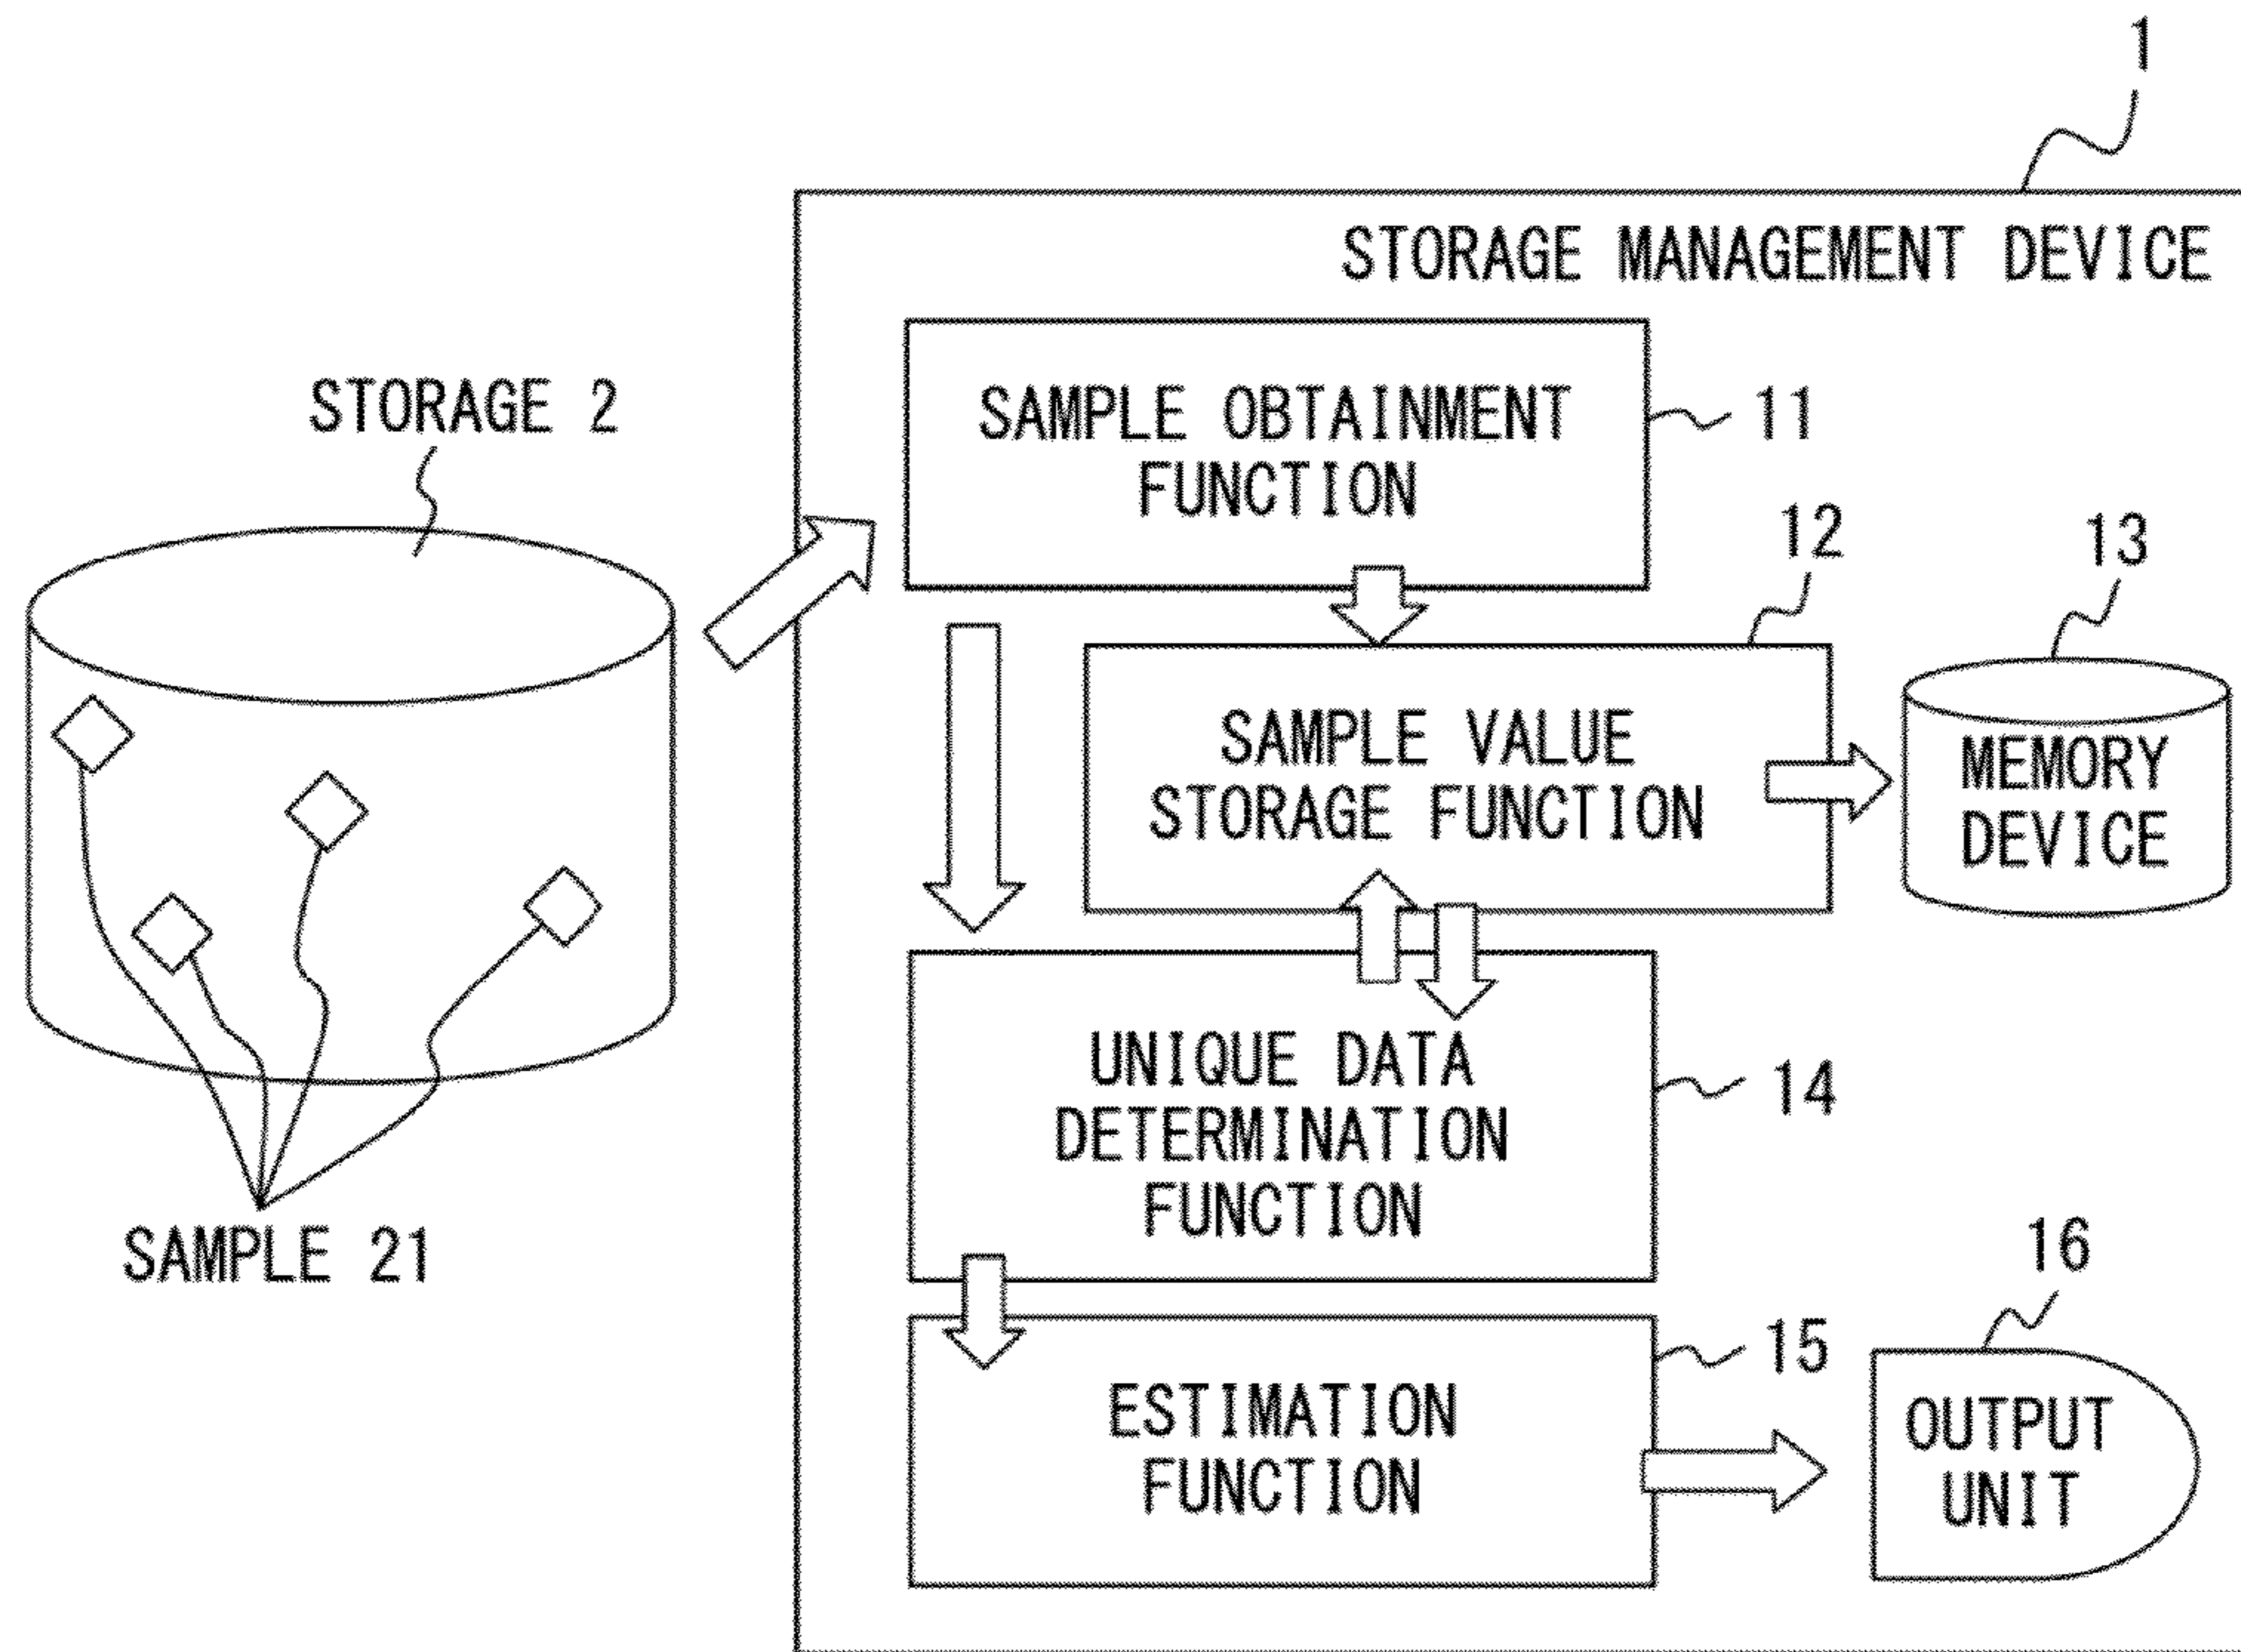 1
STORAGE MANAGEMENT DEVICE
STORAGE 2
SAMPLE OBTAINMENT
FUNCTION
11
12
13
SAMPLE VALUE
STORAGE FUNCTION
MEMORY
DEVICE
UNIQUE DATA
DETERMINATION
FUNCTION
14
SAMPLE 21
16
15
ESTIMATION
FUNCTION
OUTPUT
UNIT